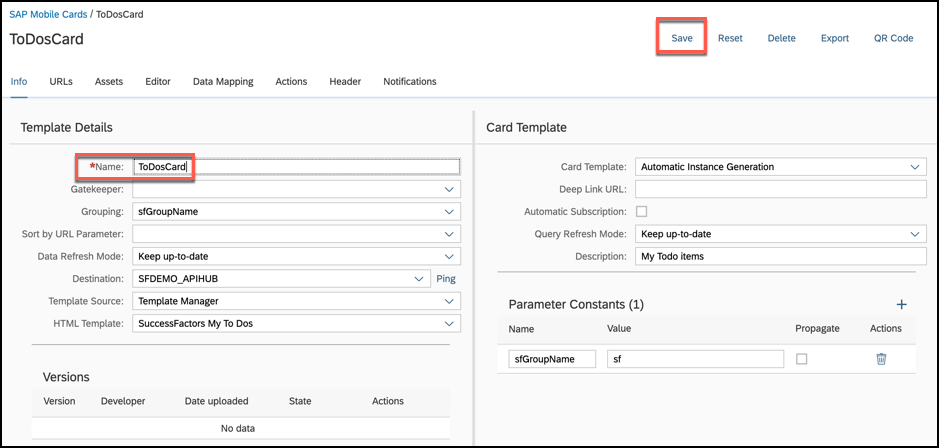 SAP Mobile Cards / ToDosCard
ToDosCard
Save Reset Delete Export QR Code
Info URLs Assets Editor Data Mapping Actions Header Notifications
Template Details
*Name: ToDosCard
Gatekeeper:
Grouping: sfGroupName
Sort by URL Parameter:
Data Refresh Mode: Keep up-to-date
Destination: SFDEMO_APIHUB Ping
Template Source: Template Manager
HTML Template: SuccessFactors My To Dos
Versions
Version Developer Date uploaded State Actions
No data
Card Template
Card Template: Automatic Instance Generation
Deep Link URL:
Automatic Subscription:
Query Refresh Mode: Keep up-to-date
Description: My Todo items
Parameter Constants (1)
Name Value Propagate Actions
sfGroupName sf